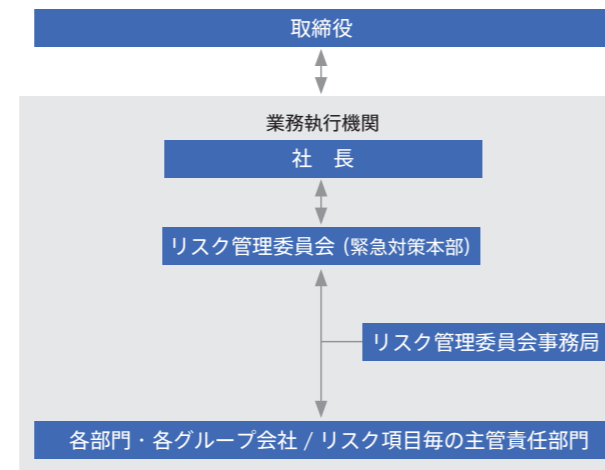 取締役
業務執行機関
社　長
リスク管理委員会（緊急対策本部）
リスク管理委員会事務局
各部門・各グループ会社 / リスク項目毎の主管責任部門